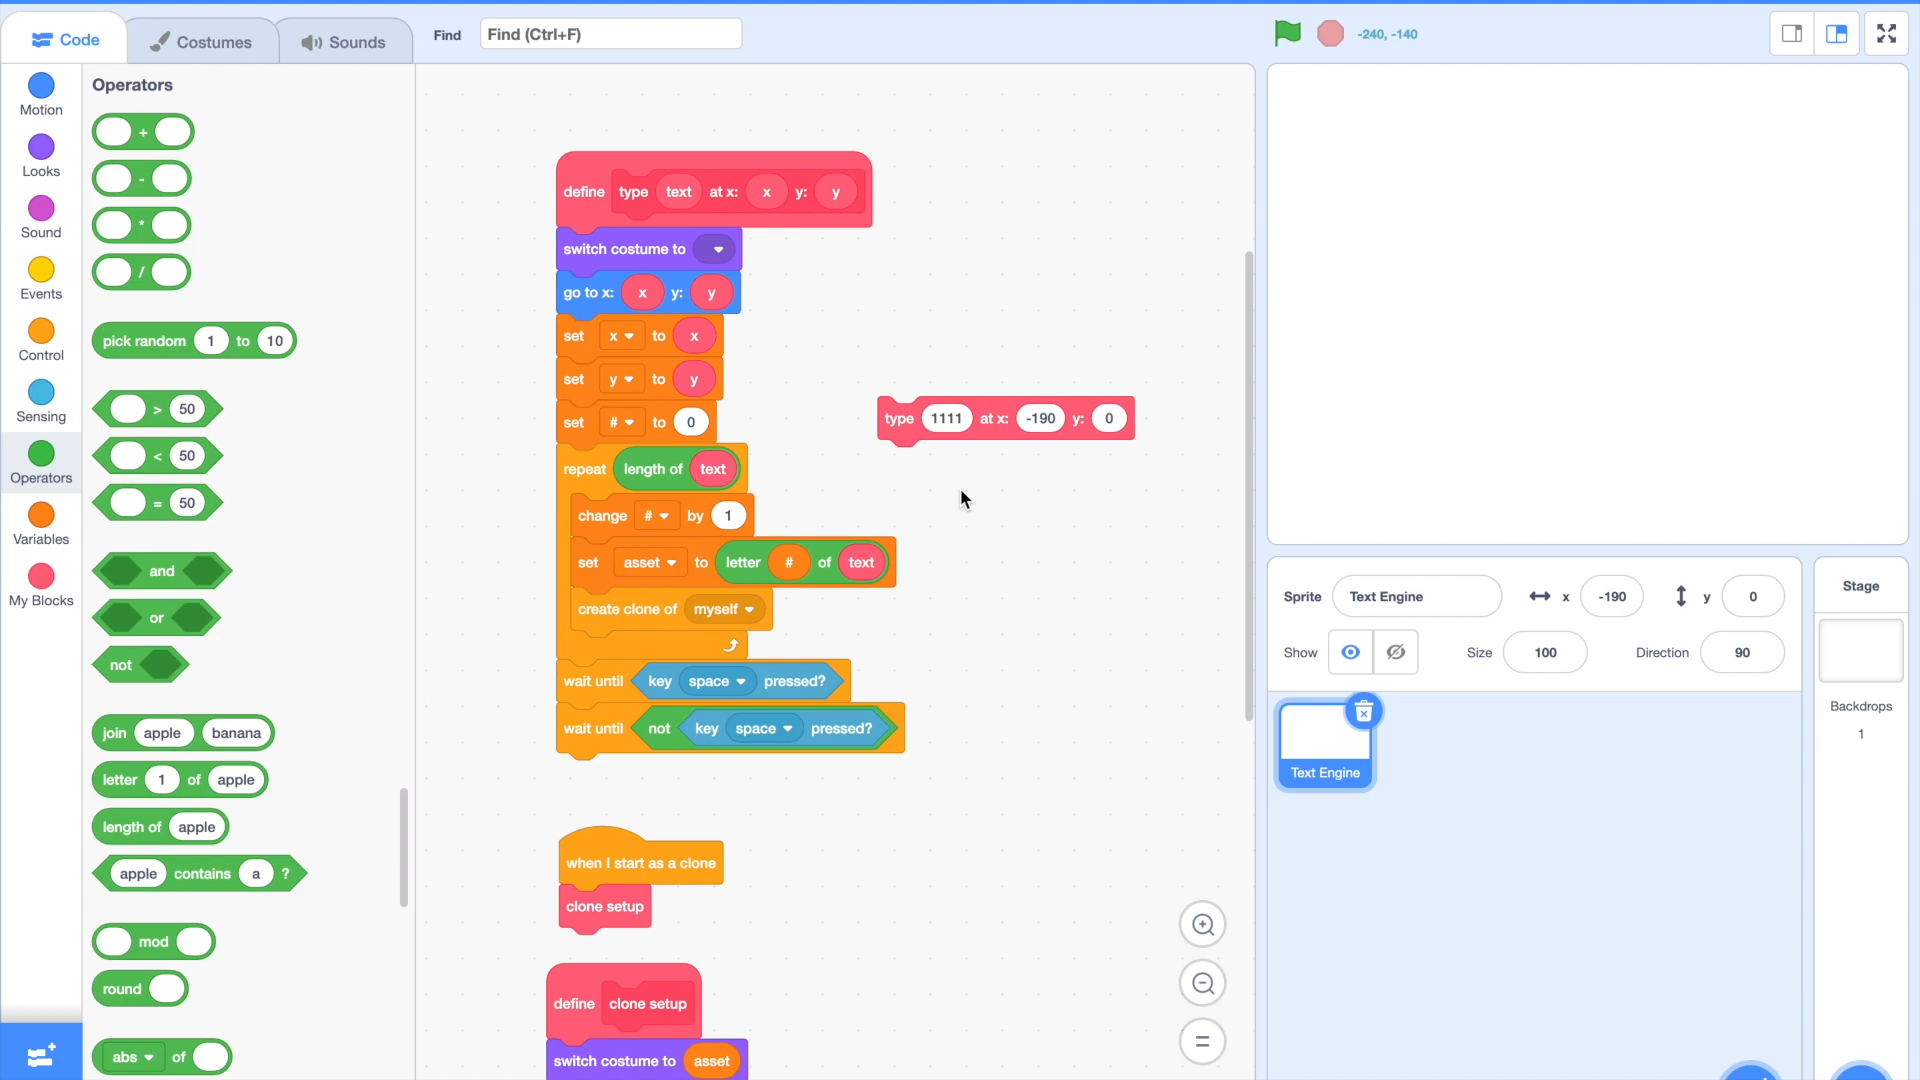 Code
Costumes
Sounds
Find
Find (Ctrl+F)
-240, -140
Motion
Looks
Sound
Events
Control
Sensing
Operators
Variables
My Blocks
Operators
+
-
*
/
pick random 1 to 10
> 50
< 50
= 50
and
or
not
join apple banana
letter 1 of apple
length of apple
apple contains a ?
mod
round
abs of
define type text at x: x y: y
switch costume to
go to x: x y: y
set x to x
set y to y
set # to 0
repeat length of text
change # by 1
set asset to letter # of text
create clone of myself
wait until key space pressed?
wait until not key space pressed?
type 1111 at x: -190 y: 0
when I start as a clone
clone setup
define clone setup
switch costume to asset
Sprite Text Engine x -190 y 0
Show Size 100 Direction 90
Text Engine
Stage
Backdrops
1